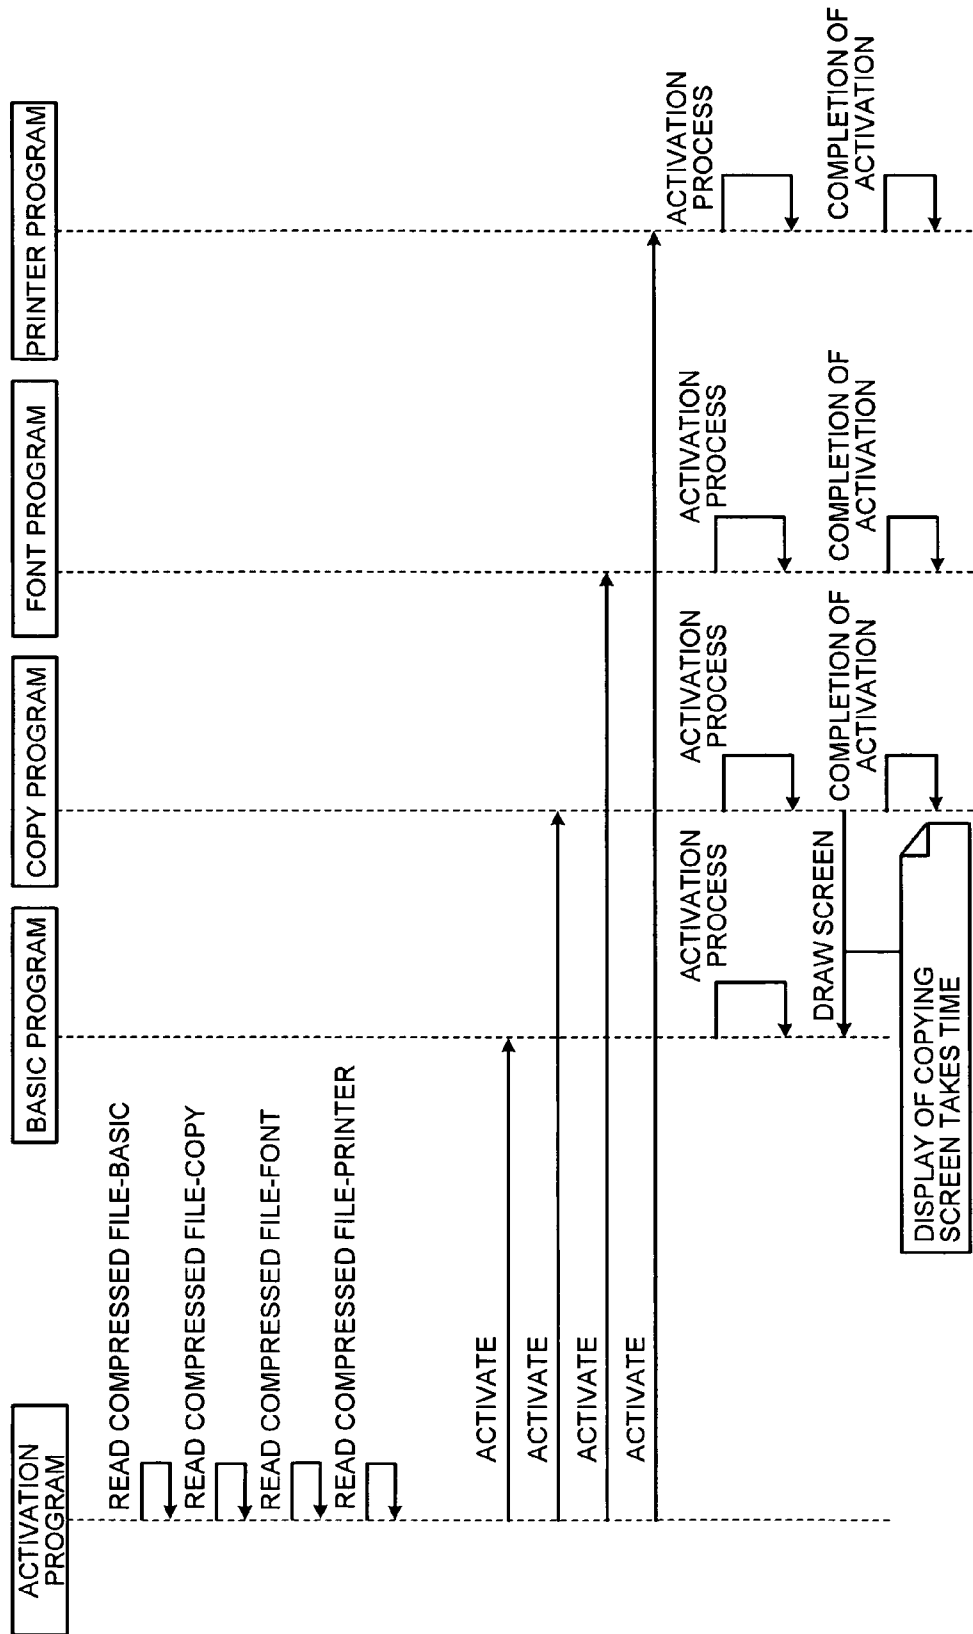 ACTIVATION
PROGRAM
BASIC PROGRAM
COPY PROGRAM
FONT PROGRAM
PRINTER PROGRAM
READ COMPRESSED FILE-BASIC
READ COMPRESSED FILE-COPY
READ COMPRESSED FILE-FONT
READ COMPRESSED FILE-PRINTER
ACTIVATE
ACTIVATE
ACTIVATE
ACTIVATE
ACTIVATION
PROCESS
ACTIVATION
PROCESS
ACTIVATION
PROCESS
ACTIVATION
PROCESS
DRAW SCREEN
COMPLETION OF
ACTIVATION
COMPLETION OF
ACTIVATION
COMPLETION OF
ACTIVATION
DISPLAY OF COPYING
SCREEN TAKES TIME